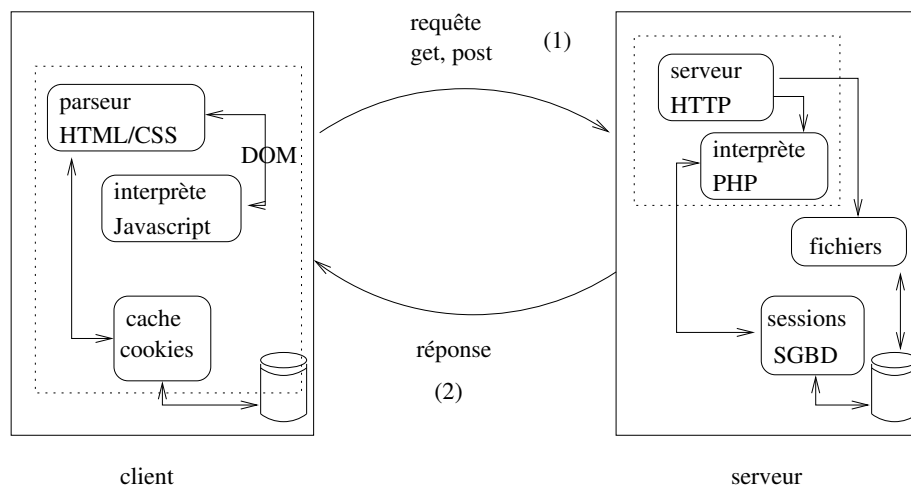 requête
get, post
(1)
parseur
HTML/CSS
DOM
interprète
Javascript
cache
cookies
réponse
(2)
serveur
HTTP
interprète
PHP
fichiers
sessions
SGBD
client
serveur